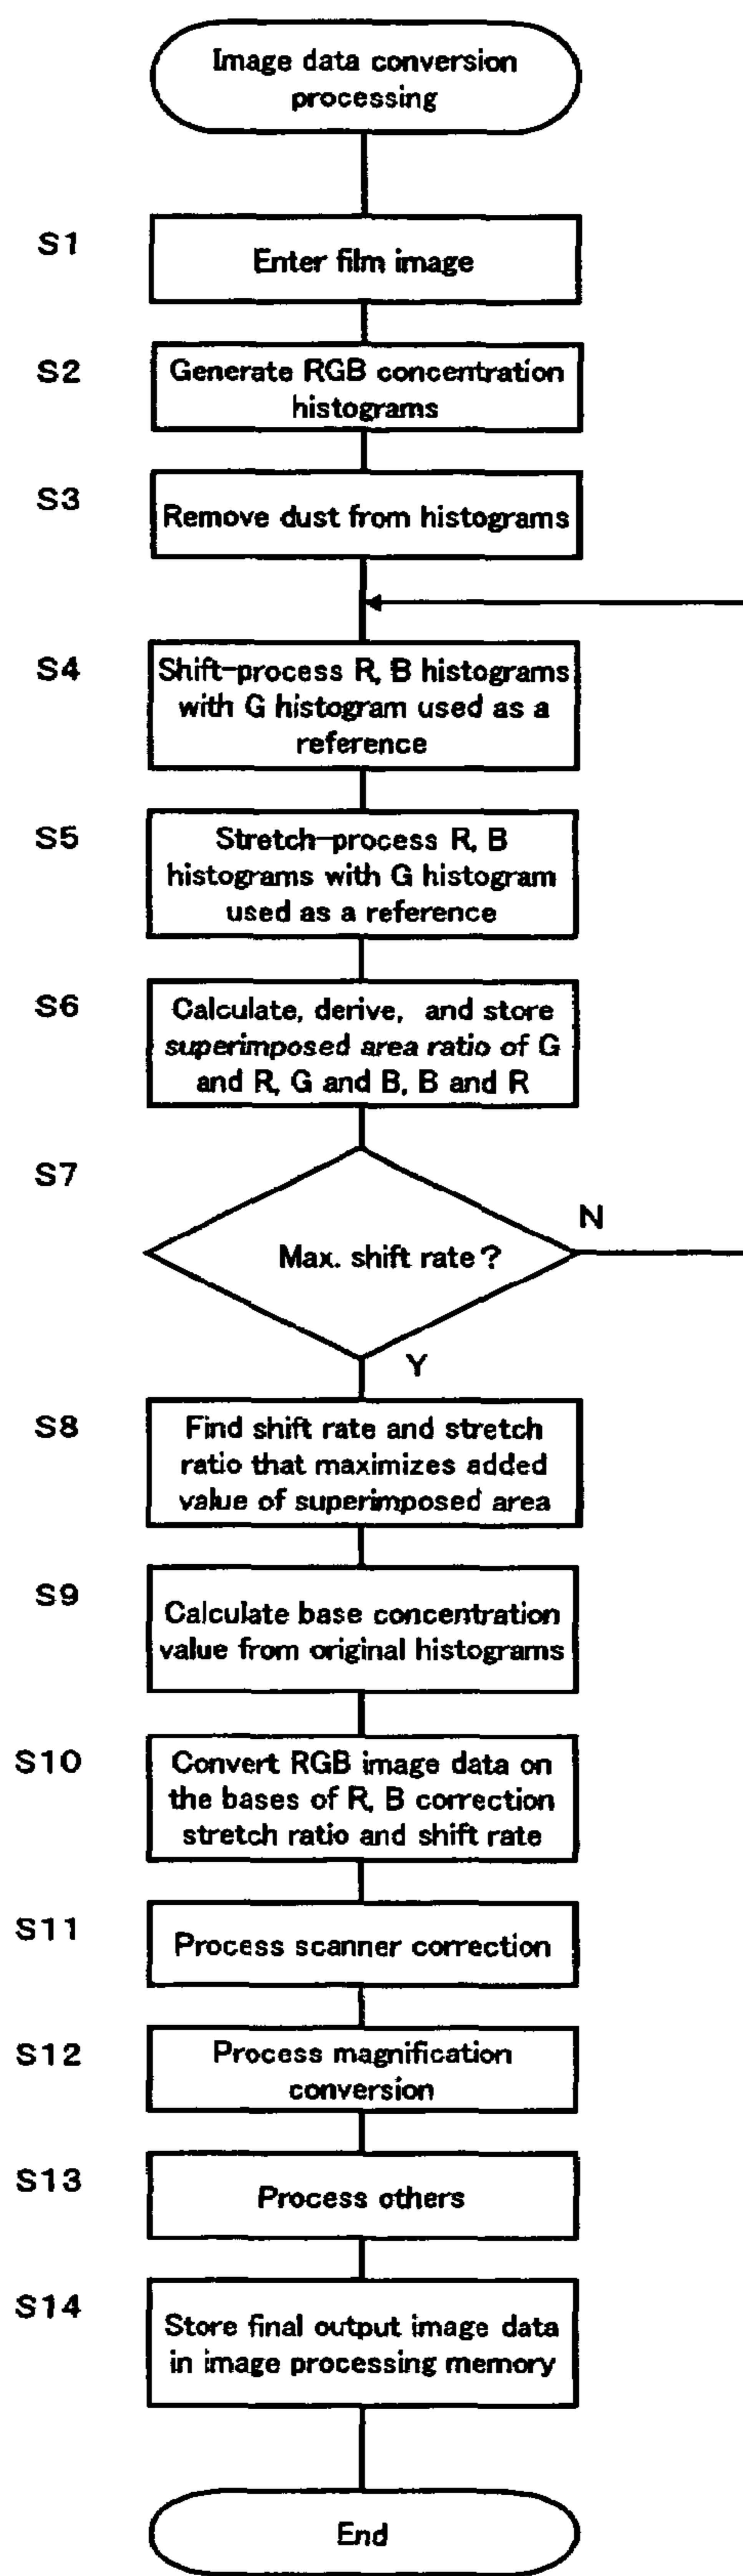 Image data conversion
processing
S1
Enter film image
S2
Generate RGB concentration
histograms
S3
Remove dust from histograms
S4
Shift-process R, B histograms
with G histogram used as a
reference
S5
Stretch-process R, B
histograms with G histogram
used as a reference
S6
Calculate, derive, and store
superimposed area ratio of G
and R, G and B, B and R
S7
Max. shift rate?
N
Y
S8
Find shift rate and stretch
ratio that maximizes added
value of superimposed area
S9
Calculate base concentration
value from original histograms
S10
Convert RGB image data on
the bases of R, B correction
stretch ratio and shift rate
S11
Process scanner correction
S12
Process magnification
conversion
S13
Process others
S14
Store final output image data
in image processing memory
End